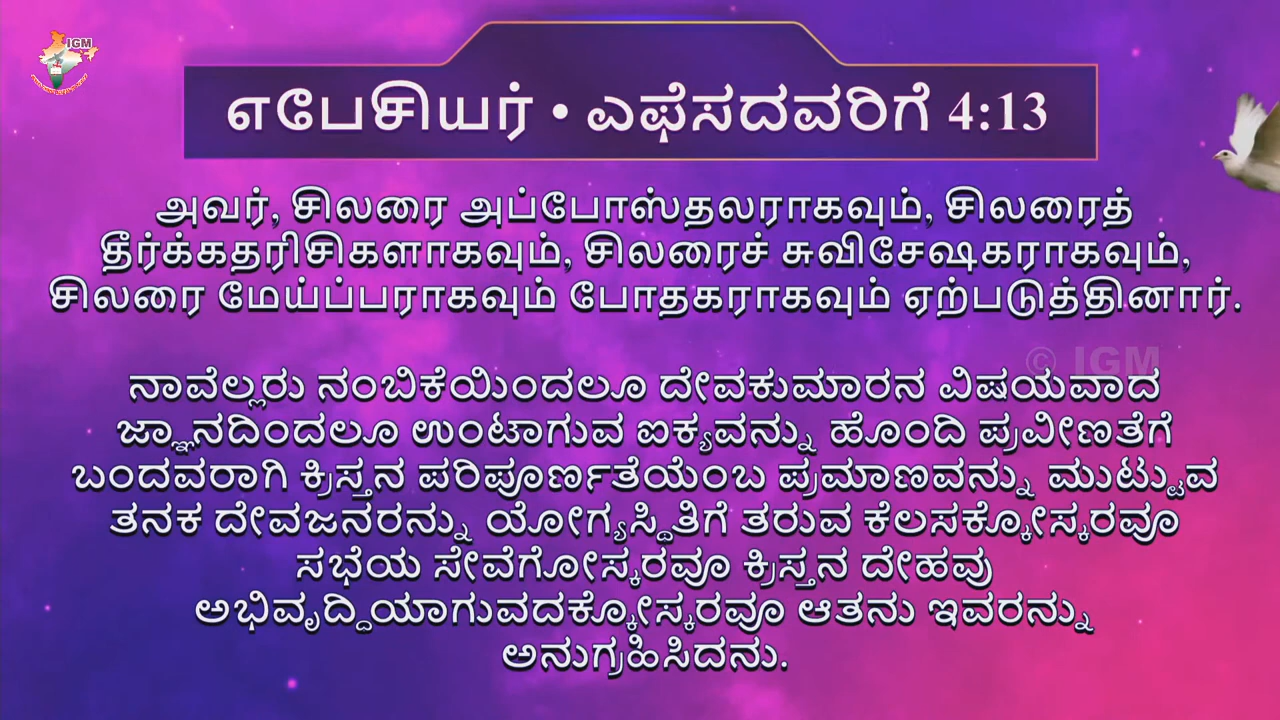 IGM
எபேசியர் • ಎಫೆಸದವರಿಗೆ 4:13
அவர், சிலரை அப்போஸ்தலராகவும், சிலரைத்
தீர்க்கதரிசிகளாகவும், சிலரைச் சுவிசேஷகராகவும்,
சிலரை மேய்ப்பராகவும் போதகராகவும் ஏற்படுத்தினார்.
© IGM
ನಾವೆಲ್ಲರು ನಂಬಿಕೆಯಿಂದಲೂ ದೇವಕುಮಾರನ ವಿಷಯವಾದ
ಜ್ಞಾನದಿಂದಲೂ ಉಂಟಾಗುವ ಐಕ್ಯವನ್ನು ಹೊಂದಿ ಪ್ರವೀಣತೆಗೆ
ಬಂದವರಾಗಿ ಕ್ರಿಸ್ತನ ಪರಿಪೂರ್ಣತೆಯೆಂಬ ಪ್ರಮಾಣವನ್ನು ಮುಟ್ಟುವ
ತನಕ ದೇವಜನರನ್ನು ಯೋಗ್ಯಸ್ಥಿತಿಗೆ ತರುವ ಕೆಲಸಕ್ಕೋಸ್ಕರವೂ
ಸಭೆಯ ಸೇವೆಗೋಸ್ಕರವೂ ಕ್ರಿಸ್ತನ ದೇಹವು
ಅಭಿವೃದ್ಧಿಯಾಗುವದಕ್ಕೋಸ್ಕರವೂ ಆತನು ಇವರನ್ನು
ಅನುಗ್ರಹಿಸಿದನು.